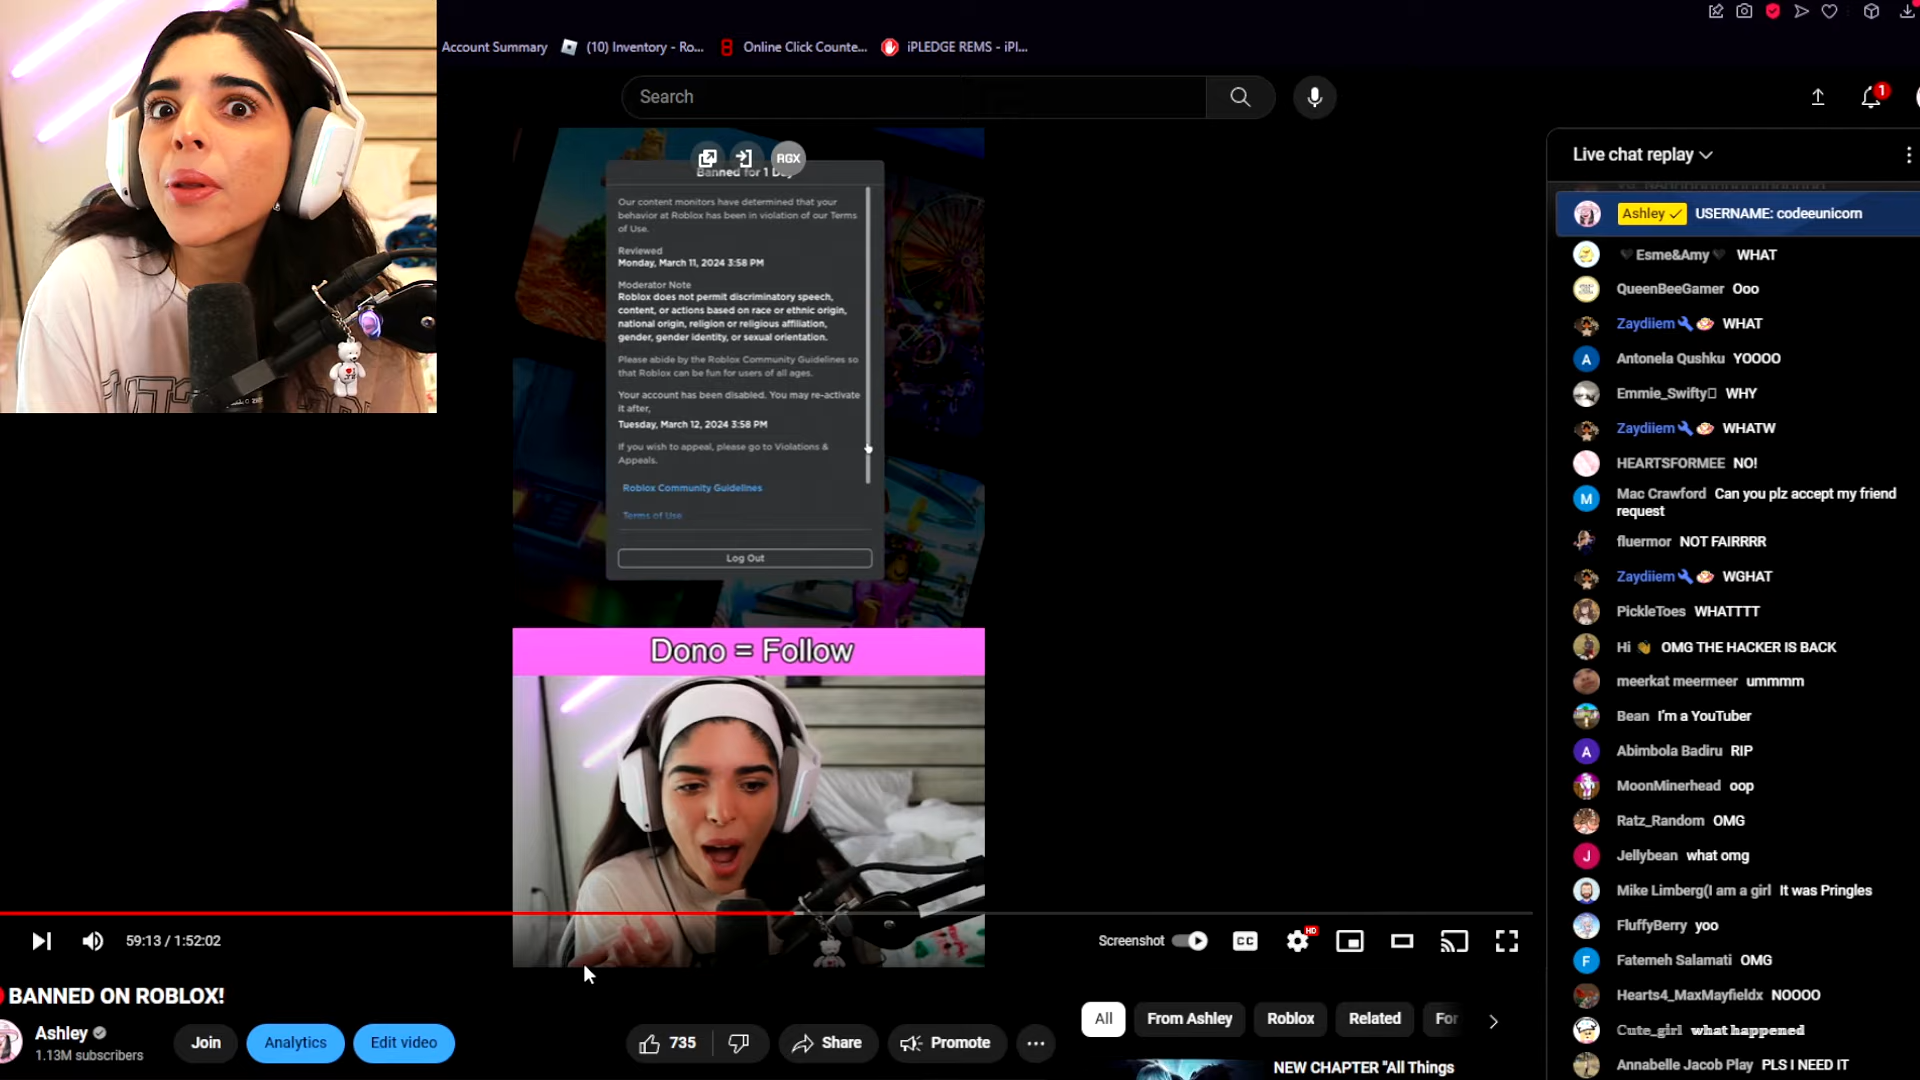 Account Summary
(10) Inventory - Ro...
Online Click Counte...
iPLEDGE REMS - iPl...
Search
1
RGX
Banned for 1 Day
Our content monitors have determined that your
behavior at Roblox has been in violation of our Terms
of Use.
Reviewed
Monday, March 11, 2024 3:58 PM
Moderator Note
Roblox does not permit discriminatory speech,
content, or actions based on race or ethnic origin,
national origin, religion or religious affiliation,
gender, gender identity, or sexual orientation.
Please abide by the Roblox Community Guidelines so
that Roblox can be fun for users of all ages.
Your account has been disabled. You may re-activate
it after,
Tuesday, March 12, 2024 3:58 PM
If you wish to appeal, please go to Violations &
Appeals.
Roblox Community Guidelines
Terms of Use
Log Out
Dono = Follow
59:13 / 1:52:02
Screenshot
CC
HD
BANNED ON ROBLOX!
Ashley
1.13M subscribers
Join
Analytics
Edit video
735
Share
Promote
All
From Ashley
Roblox
Related
For
NEW CHAPTER "All Things
Live chat replay
Ashley USERNAME: codeeunicorn
Esme&Amy WHAT
QueenBeeGamer Ooo
Zaydiiem WHAT
Antonela Qushku YOOOO
Emmie_Swifty WHY
Zaydiiem WHATW
HEARTSFORMEE NO!
Mac Crawford Can you plz accept my friend
request
fluermor NOT FAIRRRR
Zaydiiem WGHAT
PickleToes WHATTTT
Hi OMG THE HACKER IS BACK
meerkat meermeer ummmm
Bean I'm a YouTuber
A Abimbola Badiru RIP
MoonMinerhead oop
Ratz_Random OMG
J Jellybean what omg
Mike Limberg(I am a girl It was Pringles
FluffyBerry yoo
F Fatemeh Salamati OMG
Hearts4_MaxMayfieldx NOOOO
Cute_girl what happened
Annabelle Jacob Play PLS I NEED IT